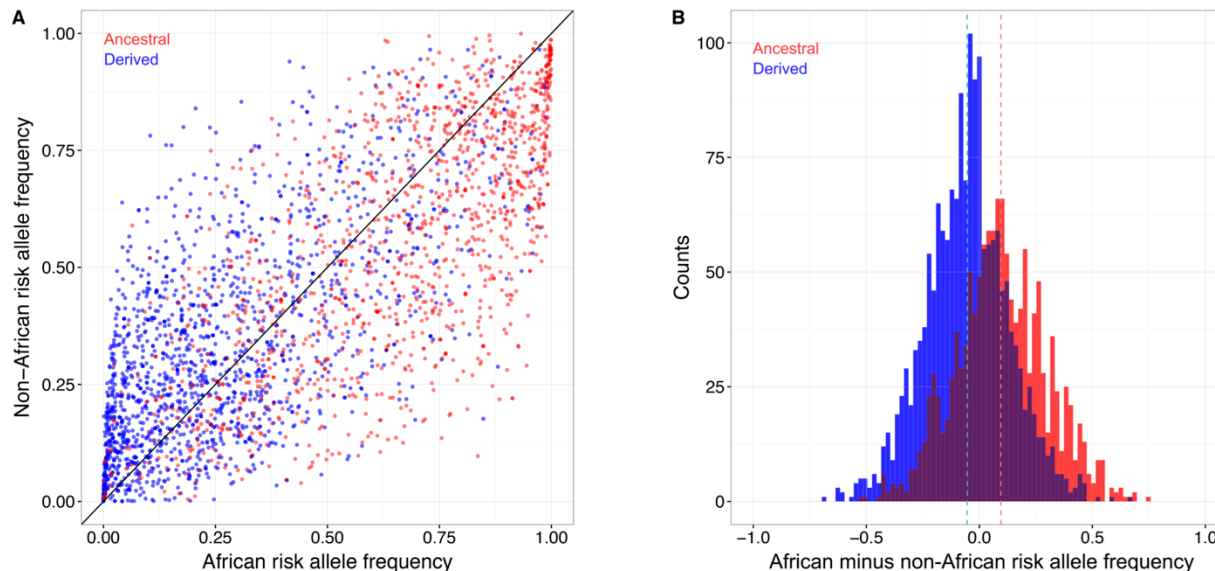 A
Ancestral
Derived
1.00
0.75
0.50
0.25
0.00
Non−African risk allele frequency
0.00
0.25
0.50
0.75
1.00
African risk allele frequency
B
Ancestral
Derived
100
75
50
25
0
Counts
-1.0
-0.5
0.0
0.5
1.0
African minus non-African risk allele frequency